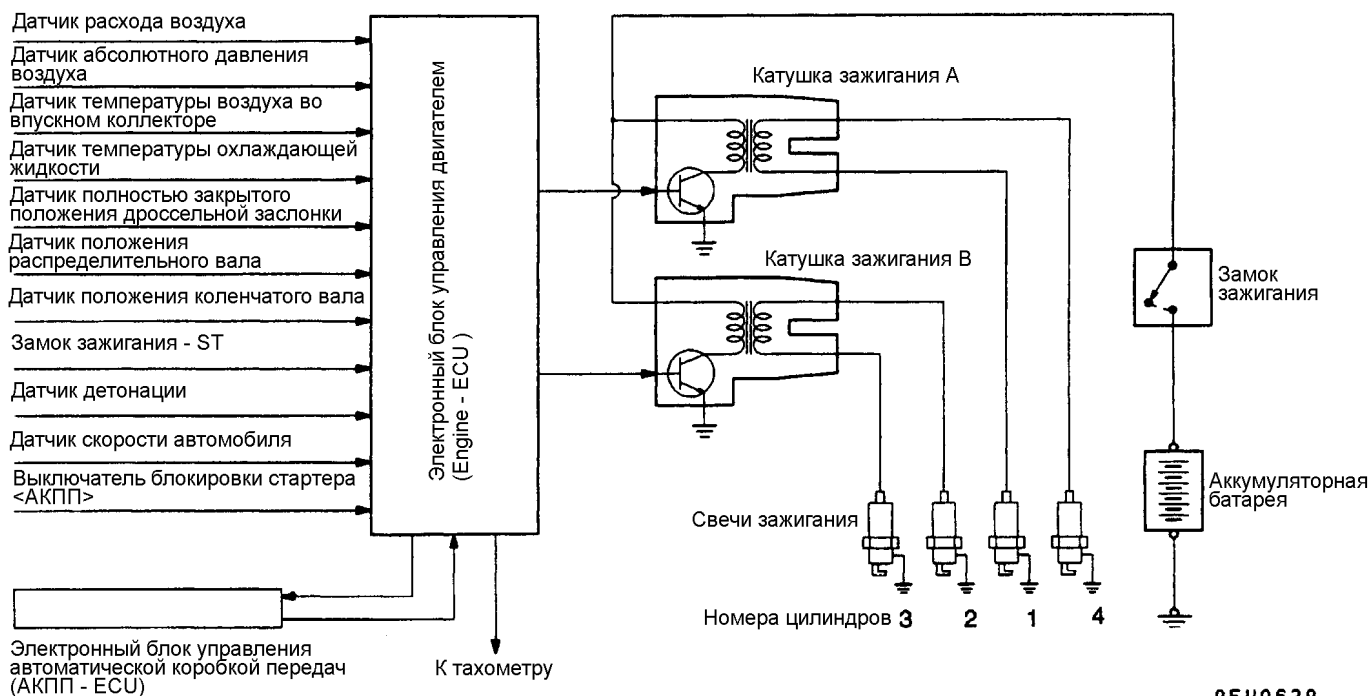 Датчик расхода воздуха
Датчик абсолютного давления
воздуха
Датчик температуры воздуха во
впускном коллекторе
Датчик температуры охлаждающей
жидкости
Датчик полностью закрытого
положения дроссельной заслонки
Датчик положения
распределительного вала
Датчик положения коленчатого вала
Замок зажигания - ST
Датчик детонации
Датчик скорости автомобиля
Выключатель блокировки стартера
<АКПП>
Электронный блок управления двигателем
(Engine - ECU )
Катушка зажигания А
Катушка зажигания В
Замок
зажигания
Аккумуляторная
батарея
Свечи зажигания
Номера цилиндров 3 2 1 4
Электронный блок управления
автоматической коробкой передач
(АКПП - ECU)
К тахометру